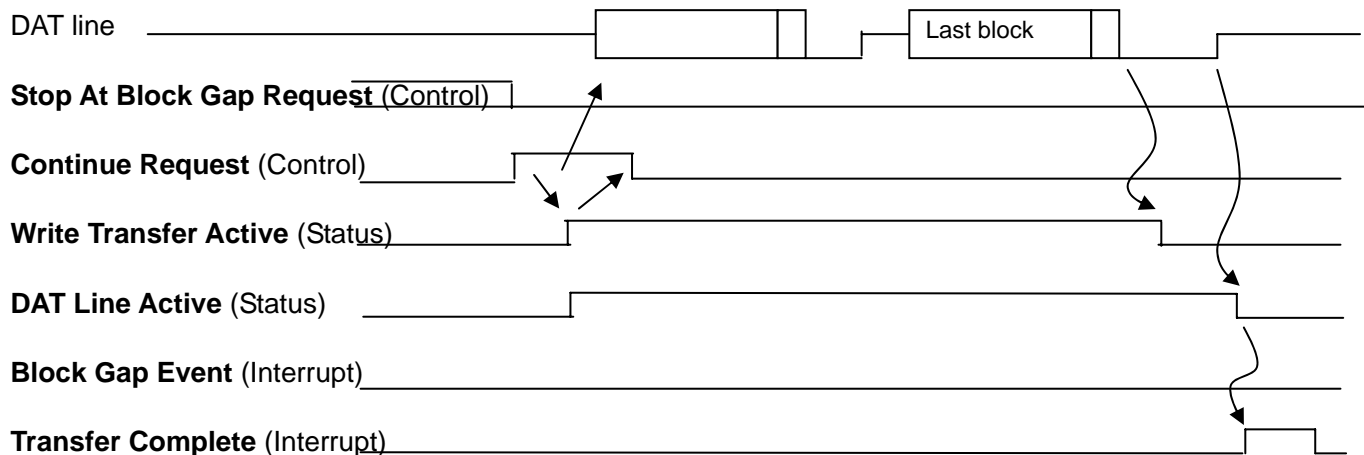 DAT line
Last block
Stop At Block Gap Request (Control)
Continue Request (Control)
Write Transfer Active (Status)
DAT Line Active (Status)
Block Gap Event (Interrupt)
Transfer Complete (Interrupt)